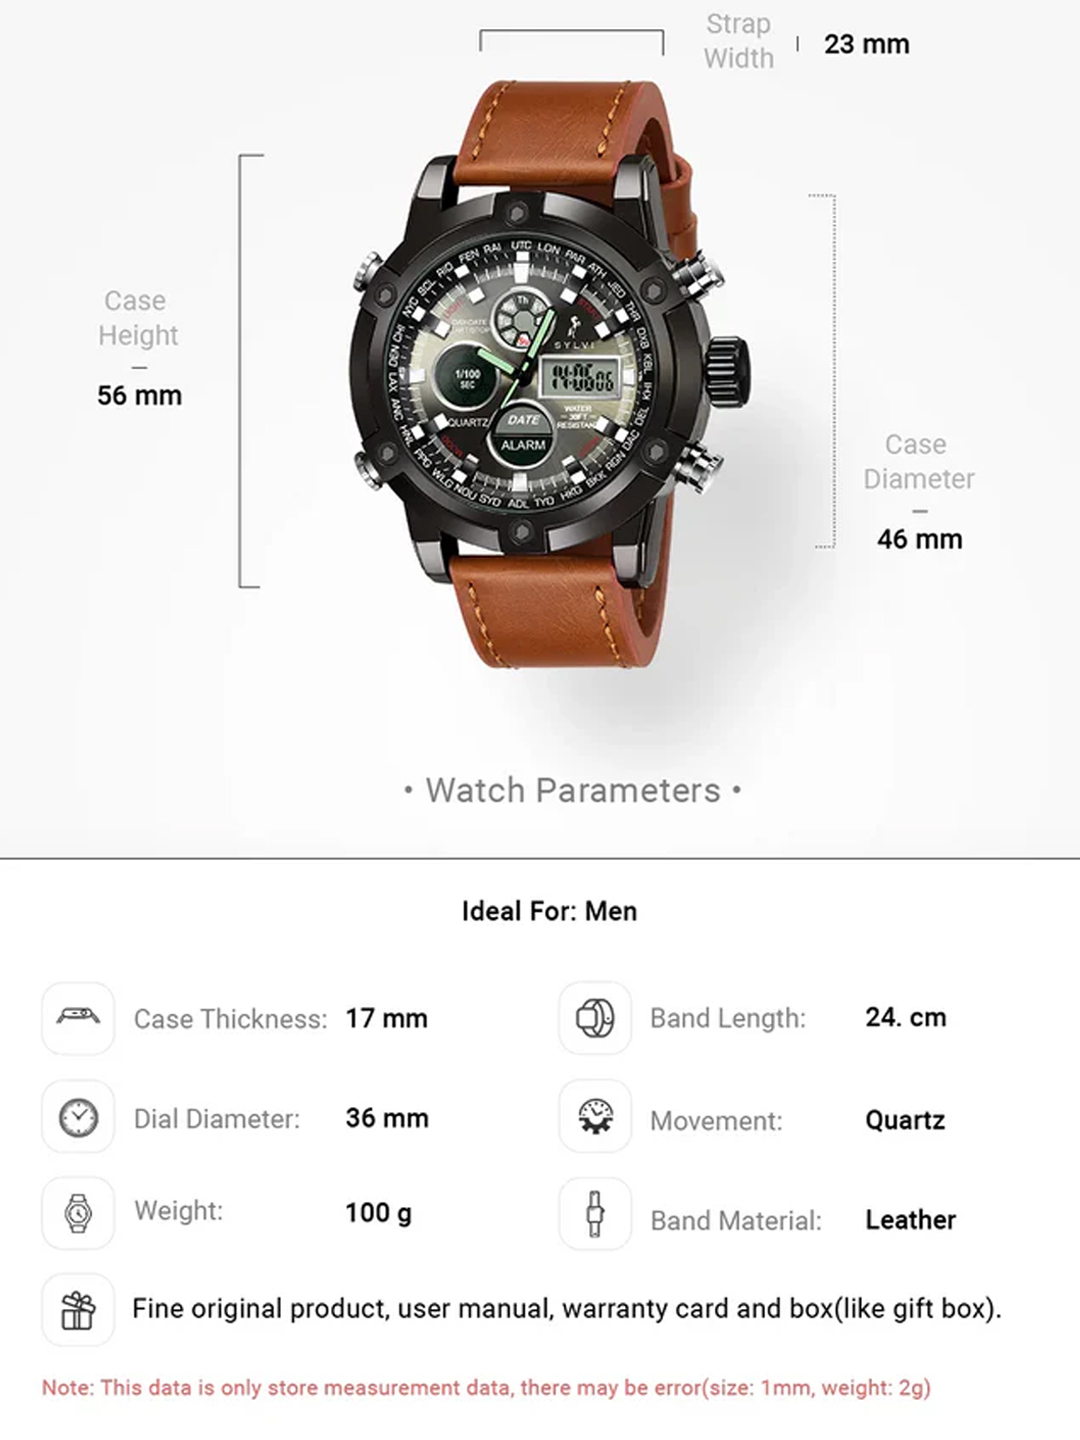 Strap
Width
23 mm
Case
Height
56 mm
UTC LON PAR ATH JED THR DXB KBL KHI DEL DAC RGN BKK HKG TYO ADL SYD NOU WLG PPG HNL ANC LAX DEN CHI NYC SCL RIO FEN RAI
Th
SYLVI
1/100
SEC
06
WATER
30FT
RESISTANT
QUARTZ
DATE
ALARM
Case
Diameter
46 mm
• Watch Parameters •
Ideal For: Men
Case Thickness: 17 mm
Band Length: 24. cm
Dial Diameter: 36 mm
Movement: Quartz
Weight: 100 g
Band Material: Leather
Fine original product, user manual, warranty card and box(like gift box).
Note: This data is only store measurement data, there may be error(size: 1mm, weight: 2g)